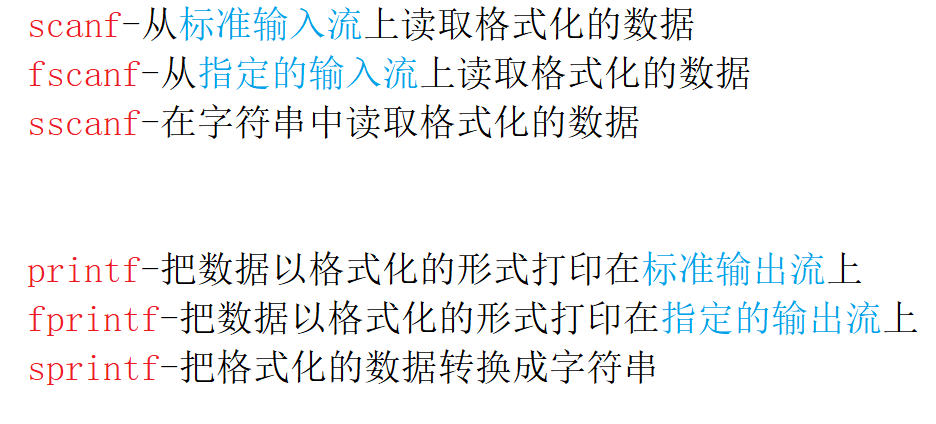 scanf-从标准输入流上读取格式化的数据
fscanf-从指定的输入流上读取格式化的数据
sscanf-在字符串中读取格式化的数据
printf-把数据以格式化的形式打印在标准输出流上
fprintf-把数据以格式化的形式打印在指定的输出流上
sprintf-把格式化的数据转换成字符串